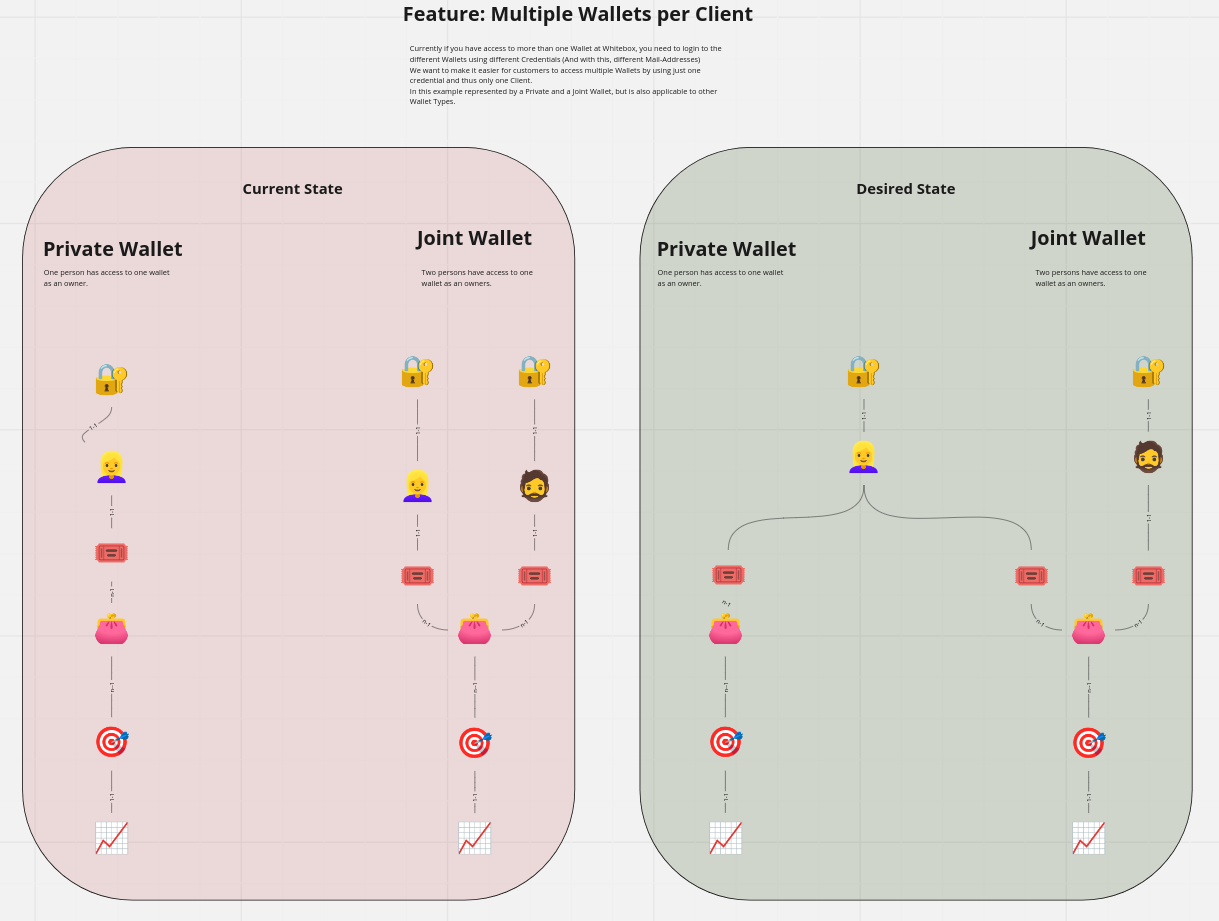 Feature: Multiple Wallets per Client
Currently if you have access to more than one Wallet at Whitebox, you need to login to the
different Wallets using different Credentials (And with this, different Mail-Addresses)
We want to make it easier for customers to access multiple Wallets by using just one
credential and thus only one Client.
In this example represented by a Private and a Joint Wallet, but is also applicable to other
Wallet Types.
Current State
Private Wallet
One person has access to one wallet
as an owner.
Joint Wallet
Two persons have access to one
wallet as an owners.
1-1
1-1
1-1
1-1
1-1
1-1
n-1
n-1
n-1
n-1
n-1
1-1
1-1
Desired State
Private Wallet
One person has access to one wallet
as an owner.
Joint Wallet
Two persons have access to one
wallet as an owners.
1-1
1-1
1-1
n-1
n-1
n-1
n-1
n-1
1-1
1-1